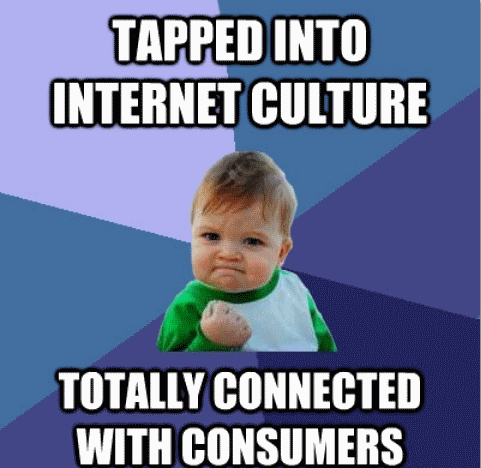 TAPPED INTO
INTERNET CULTURE
TOTALLY CONNECTED
WITH CONSUMERS